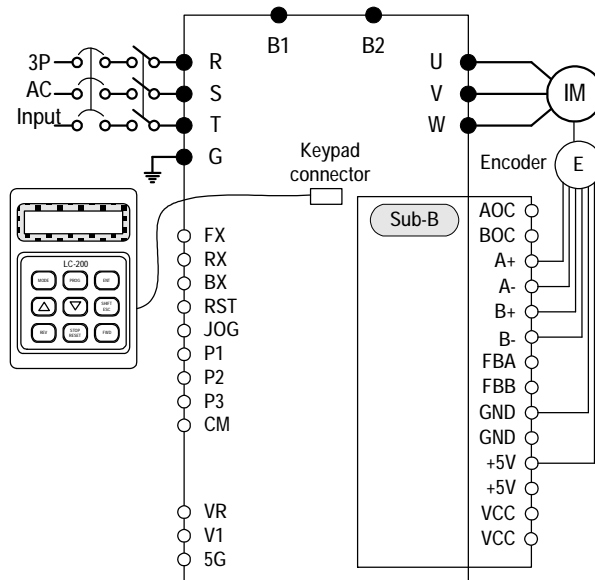 B1 B2
3P R U
AC S V IM
Input T W
G
Keypad
connector
Encoder E
Sub-B
LC-200
MODE PROG ENT
SHIFT
ESC
REV STOP
RESET FWD
FX
RX
BX
RST
JOG
P1
P2
P3
CM
VR
V1
5G
AOC
BOC
A+
A-
B+
B-
FBA
FBB
GND
GND
+5V
+5V
VCC
VCC